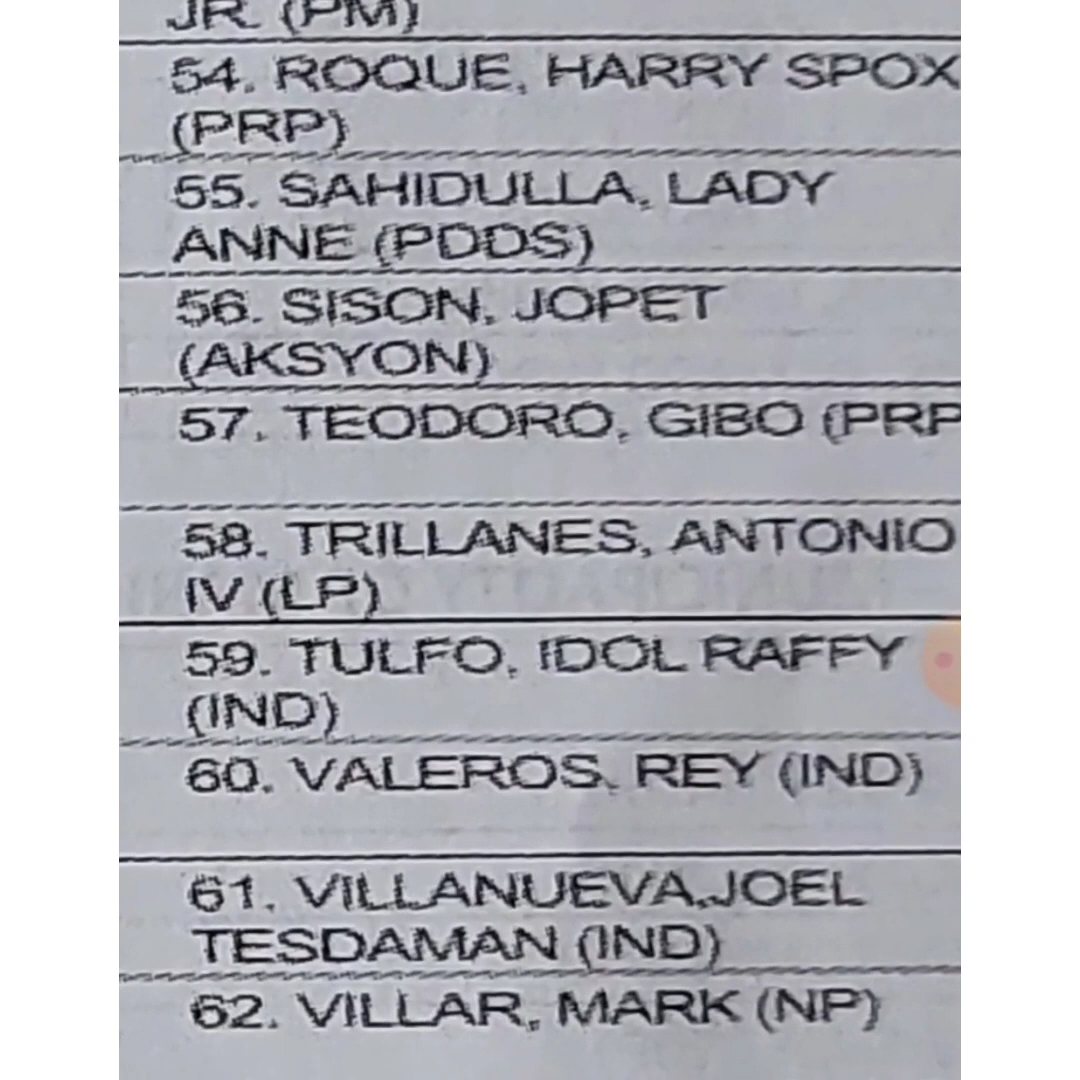 JR. (PM)
54. ROQUE, HARRY SPOX
(PRP)
55. SAHIDULLA, LADY
ANNE (PDDS)
56. SISON, JOPET
(AKSYON)
57. TEODORO, GIBO (PRP
58. TRILLANES, ANTONIO
IV (LP)
59. TULFO, IDOL RAFFY
(IND)
60. VALEROS, REY (IND)
61. VILLANUEVA,JOEL
TESDAMAN (IND)
62. VILLAR, MARK (NP)